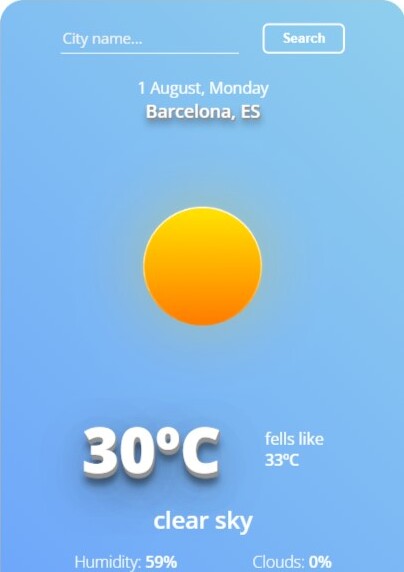 City name...
Search
1 August, Monday
Barcelona, ES
30ºC
fells like
33ºC
clear sky
Humidity: 59%
Clouds: 0%